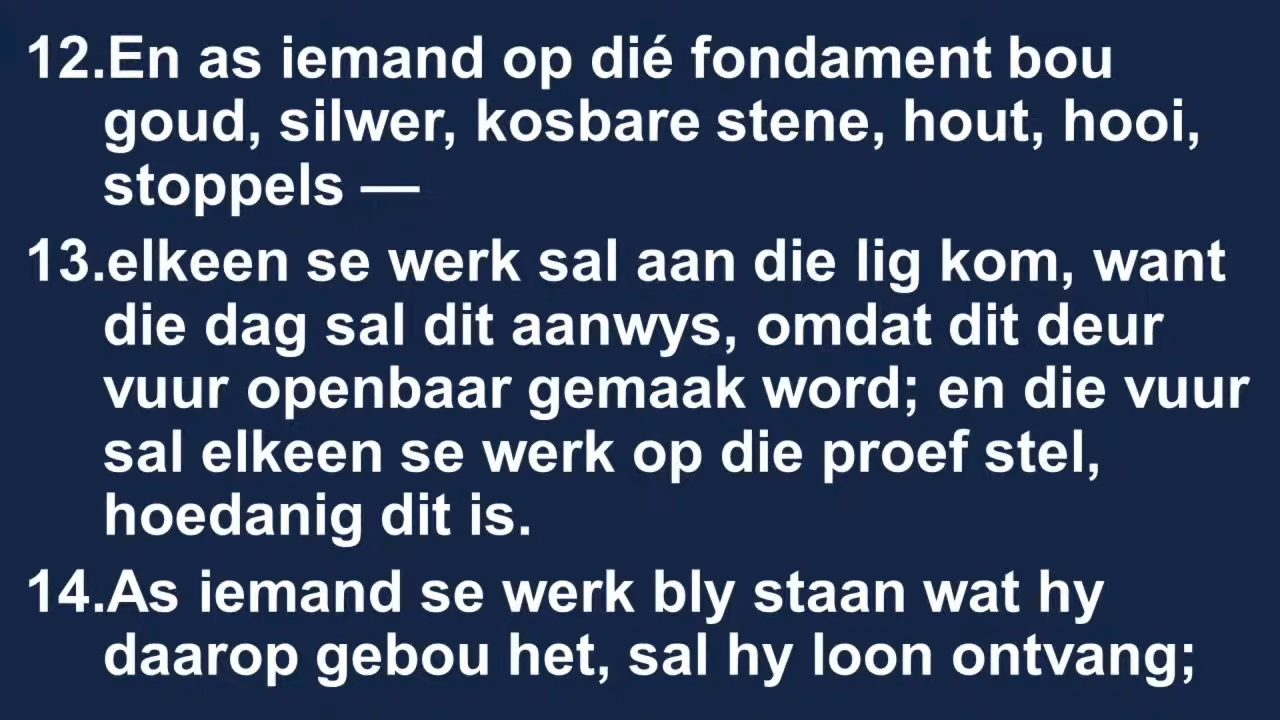 12.En as iemand op dié fondament bou
goud, silwer, kosbare stene, hout, hooi,
stoppels —
13.elkeen se werk sal aan die lig kom, want
die dag sal dit aanwys, omdat dit deur
vuur openbaar gemaak word; en die vuur
sal elkeen se werk op die proef stel,
hoedanig dit is.
14.As iemand se werk bly staan wat hy
daarop gebou het, sal hy loon ontvang;